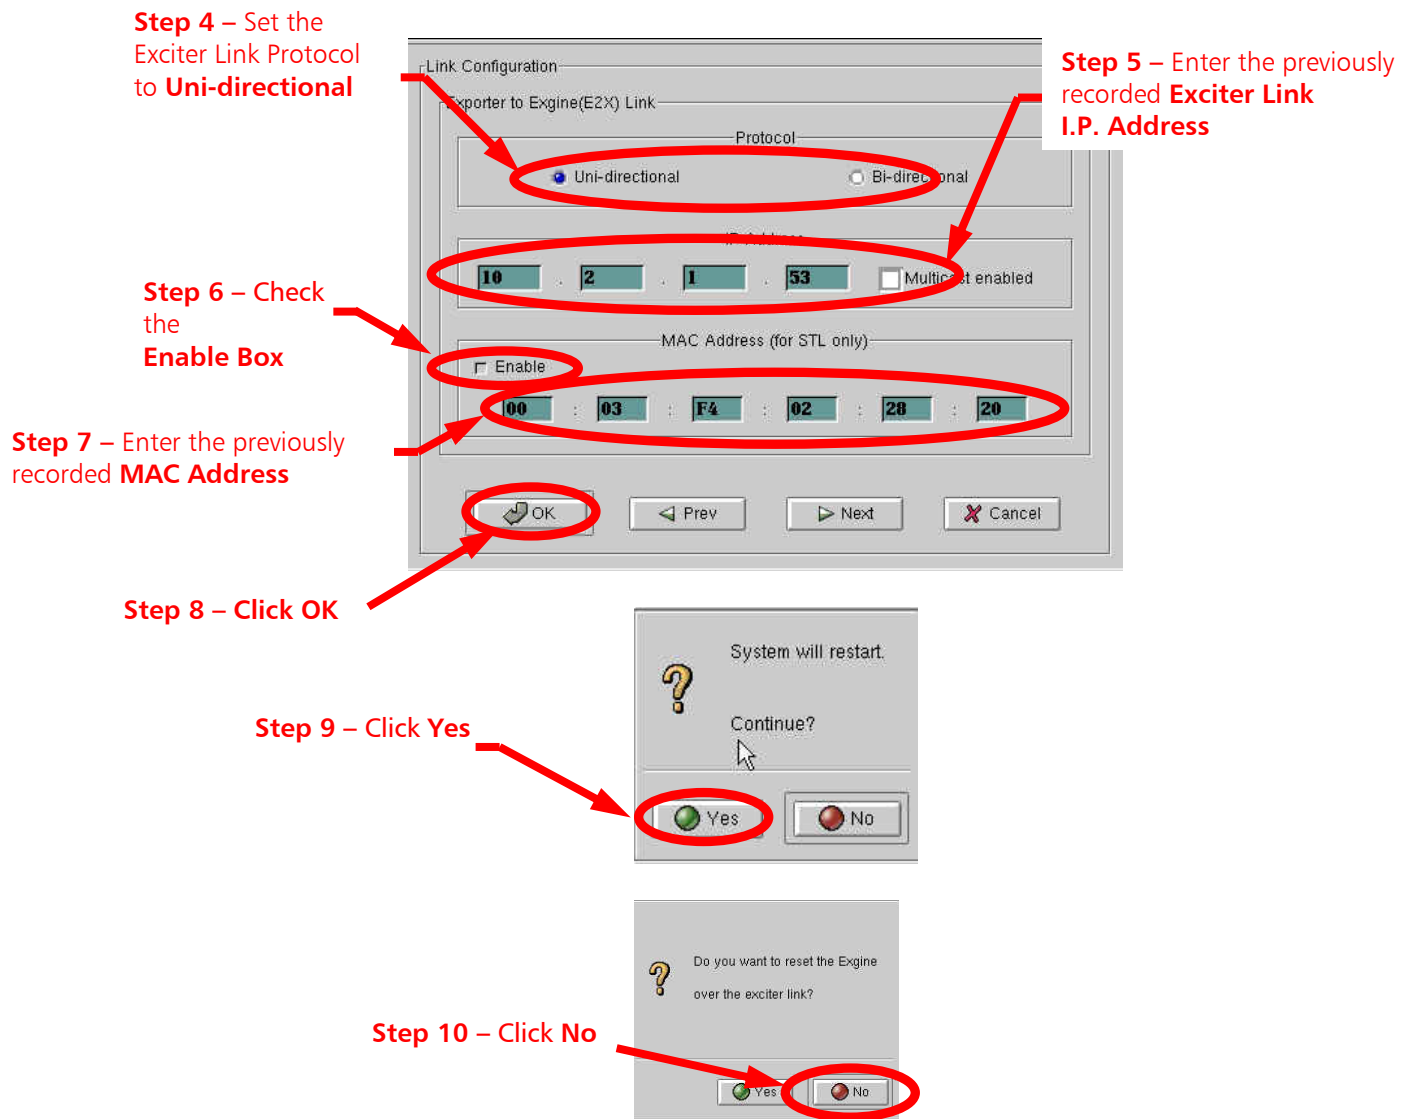 Step 4 – Set the
Exciter Link Protocol
to Uni-directional
Step 5 – Enter the previously
recorded Exciter Link
I.P. Address
Link Configuration
Exporter to Exgine(E2X) Link
Protocol
Uni-directional
Bi-directional
IP Address
10 . 2 . 1 . 53
Multicast enabled
Step 6 – Check
the
Enable Box
MAC Address (for STL only)
Enable
00 : 03 : F4 : 02 : 28 : 20
Step 7 – Enter the previously
recorded MAC Address
OK
Prev
Next
Cancel
Step 8 – Click OK
System will restart.
Continue?
Step 9 – Click Yes
Yes
No
Do you want to reset the Exgine
over the exciter link?
Step 10 – Click No
Yes
No